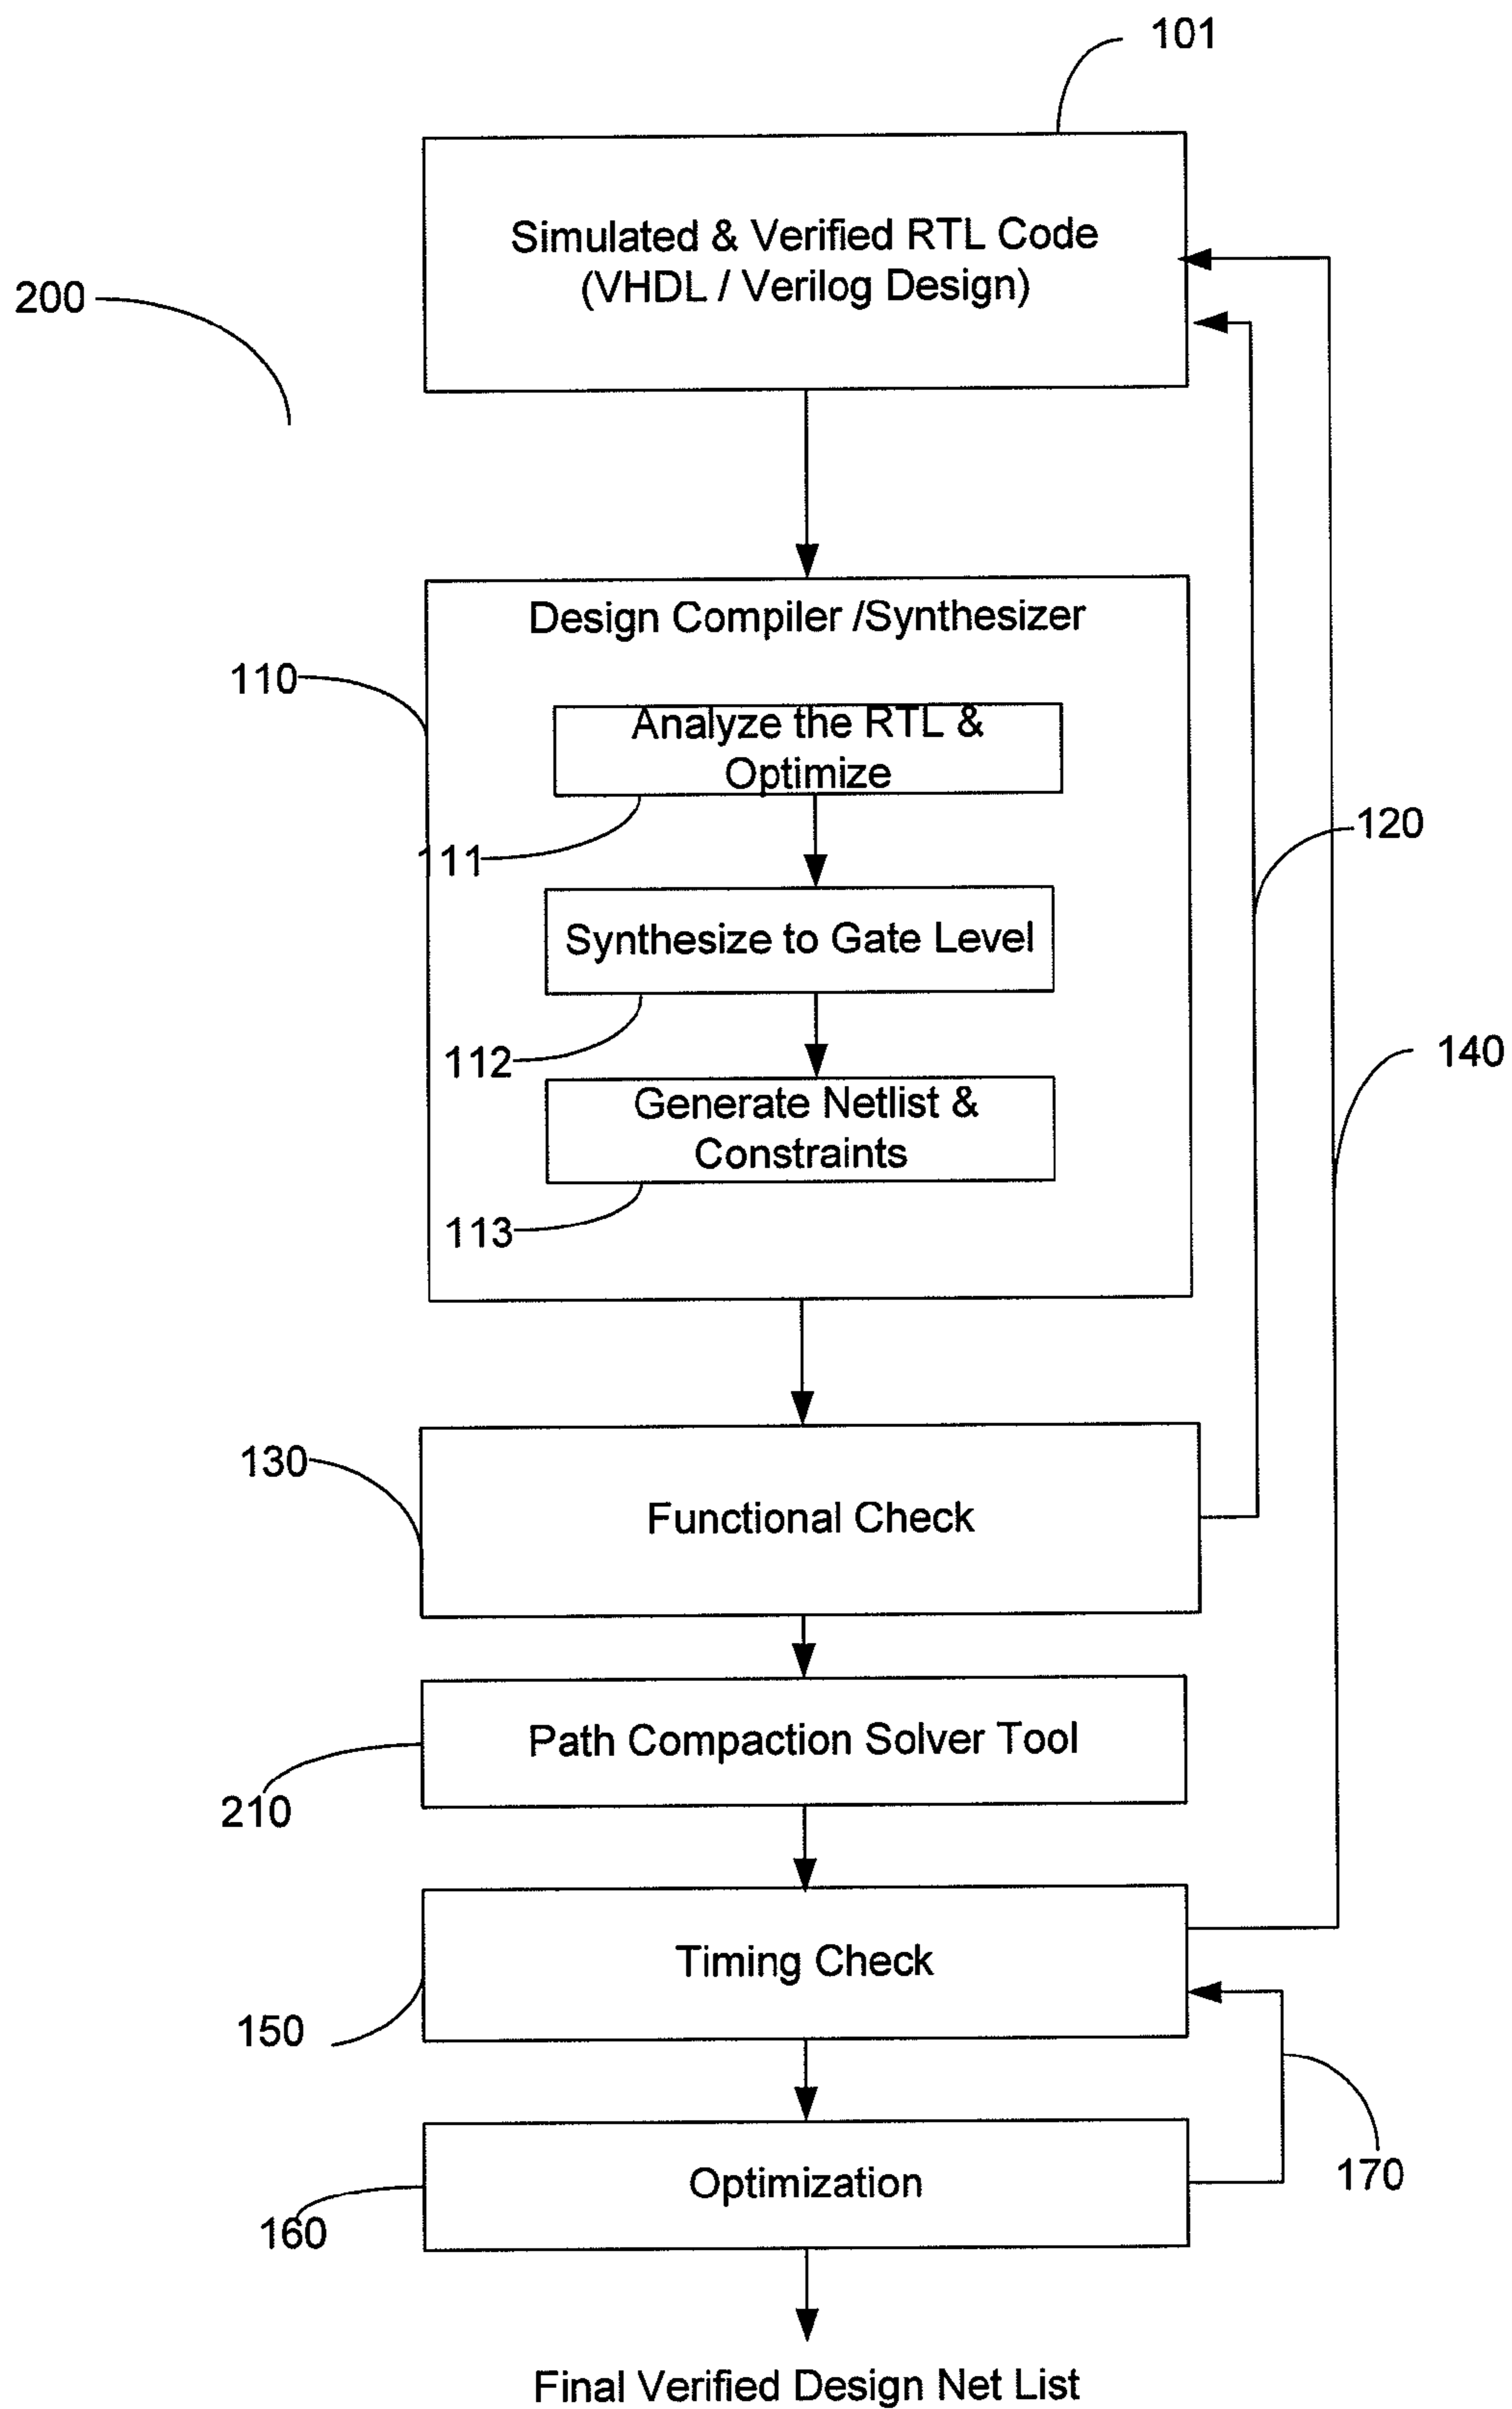 101
Simulated & Verified RTL Code
(VHDL / Verilog Design)
200
Design Compiler /Synthesizer
110
Analyze the RTL &
Optimize
120
111
Synthesize to Gate Level
112
140
Generate Netlist &
Constraints
113
130
Functional Check
Path Compaction Solver Tool
210
Timing Check
150
Optimization
170
160
Final Verified Design Net List